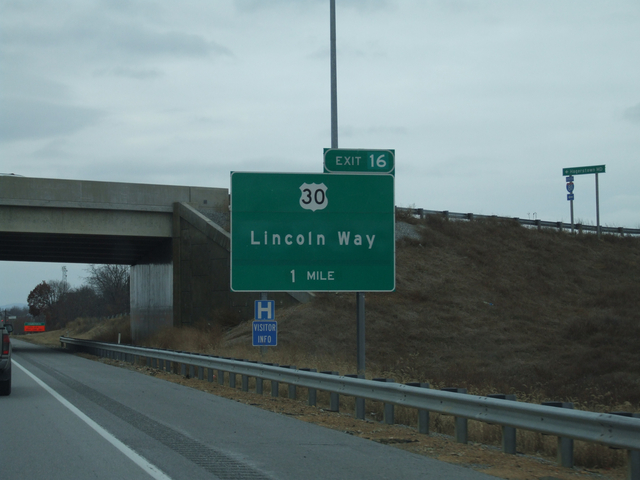 EXIT 16
30
Lincoln Way
1 MILE
H
VISITOR
INFO